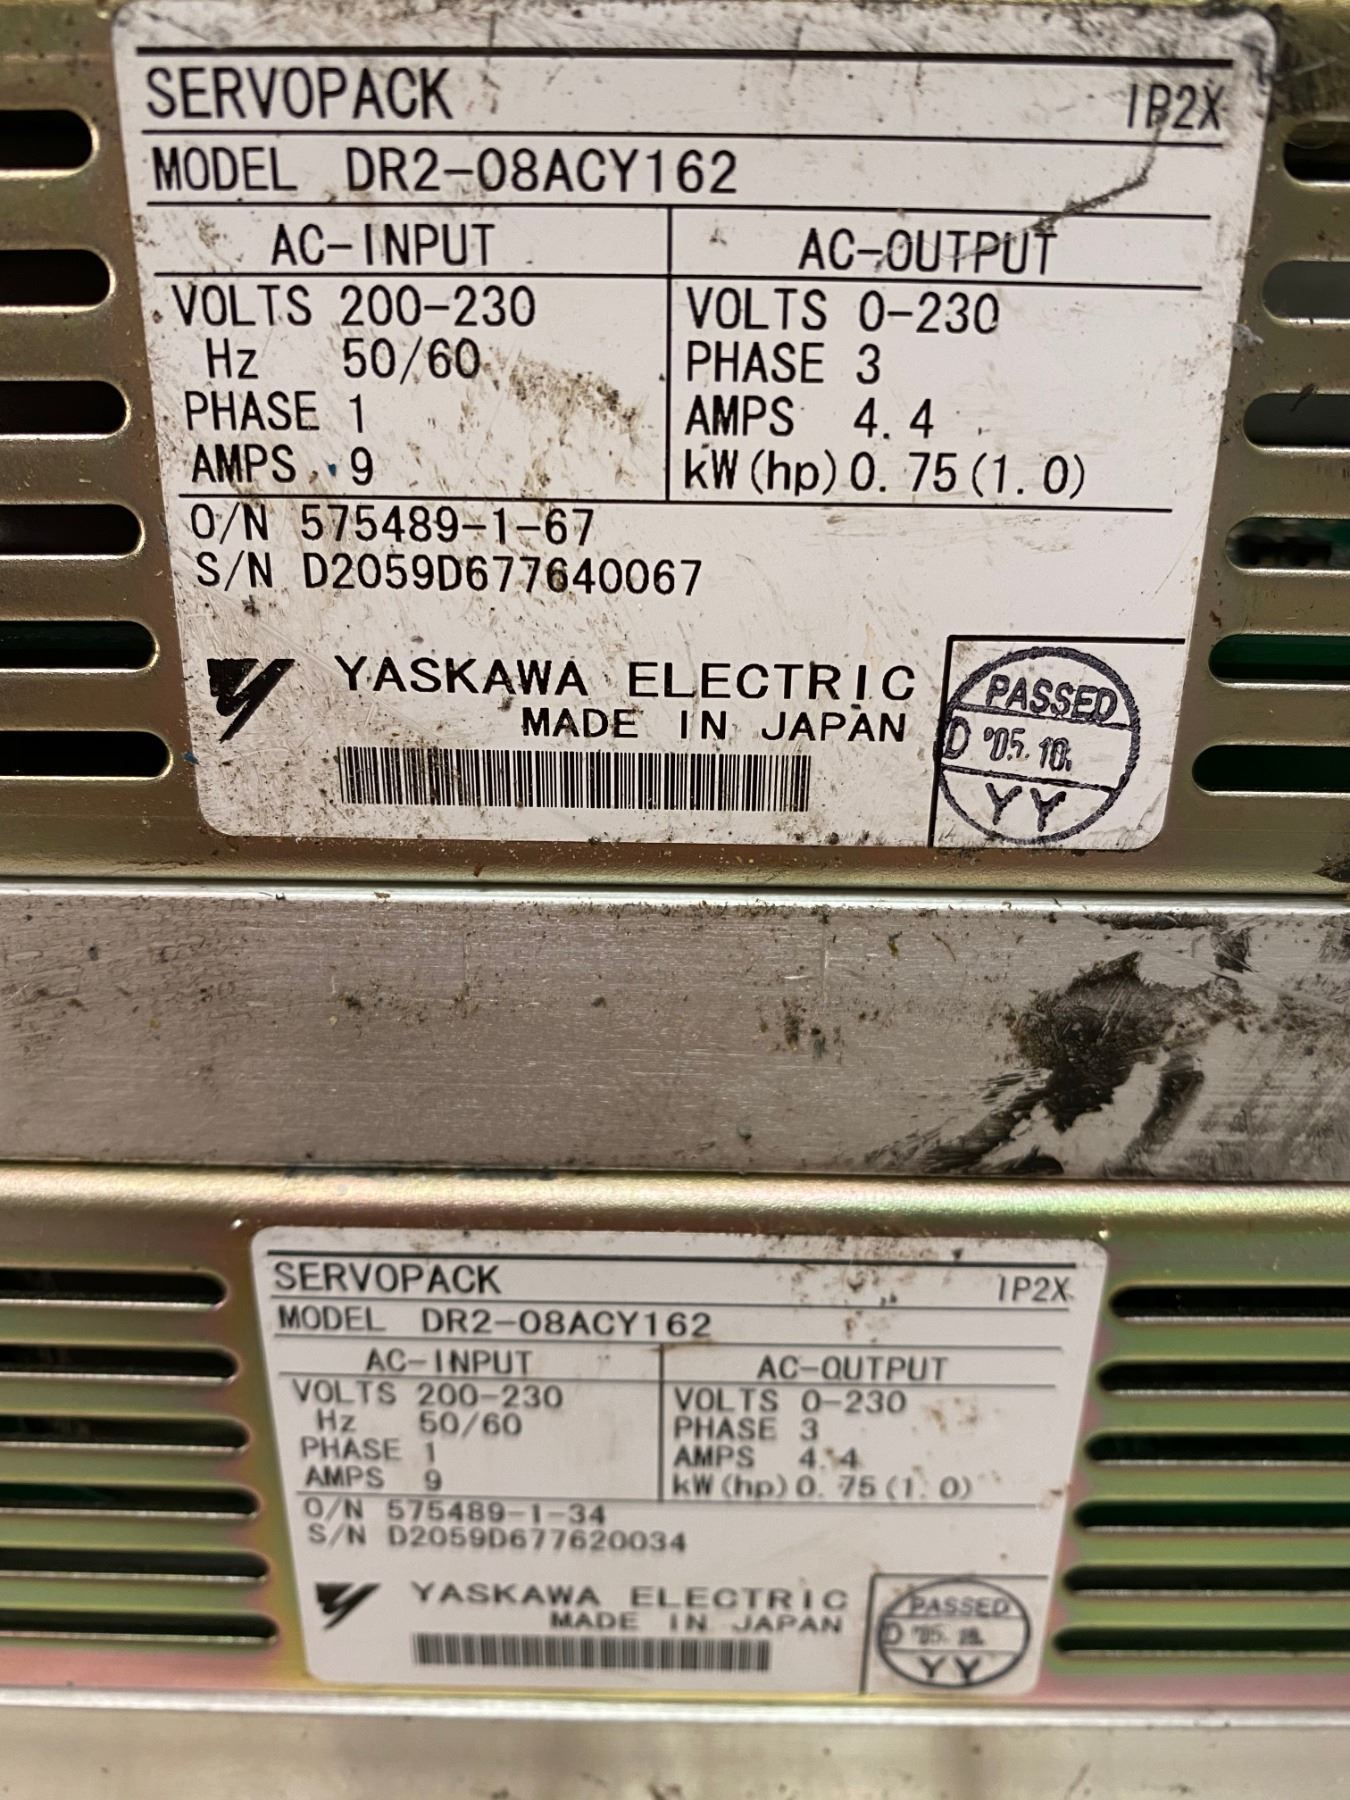 SERVOPACK IP2X
MODEL DR2-08ACY162
AC-INPUT AC-OUTPUT
VOLTS 200-230 VOLTS 0-230
Hz 50/60 PHASE 3
PHASE 1 AMPS 4.4
AMPS 9 kW(hp) 0.75(1.0)
O/N 575489-1-67
S/N D2059D677640067
YASKAWA ELECTRIC
MADE IN JAPAN
PASSED
D '05.10.
YY
SERVOPACK IP2X
MODEL DR2-08ACY162
AC-INPUT AC-OUTPUT
VOLTS 200-230 VOLTS 0-230
Hz 50/60 PHASE 3
PHASE 1 AMPS 4.4
AMPS 9 kW(hp) 0.75(1.0)
O/N 575489-1-34
S/N D2059D677620034
YASKAWA ELECTRIC
MADE IN JAPAN
PASSED
D
YY